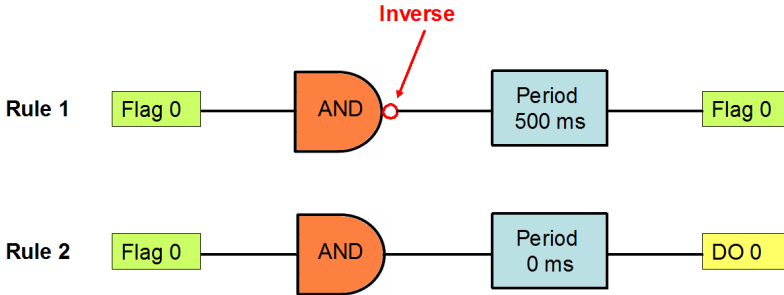 Inverse
Rule 1
Flag 0
AND
Period
500 ms
Flag 0
Rule 2
Flag 0
AND
Period
0 ms
DO 0